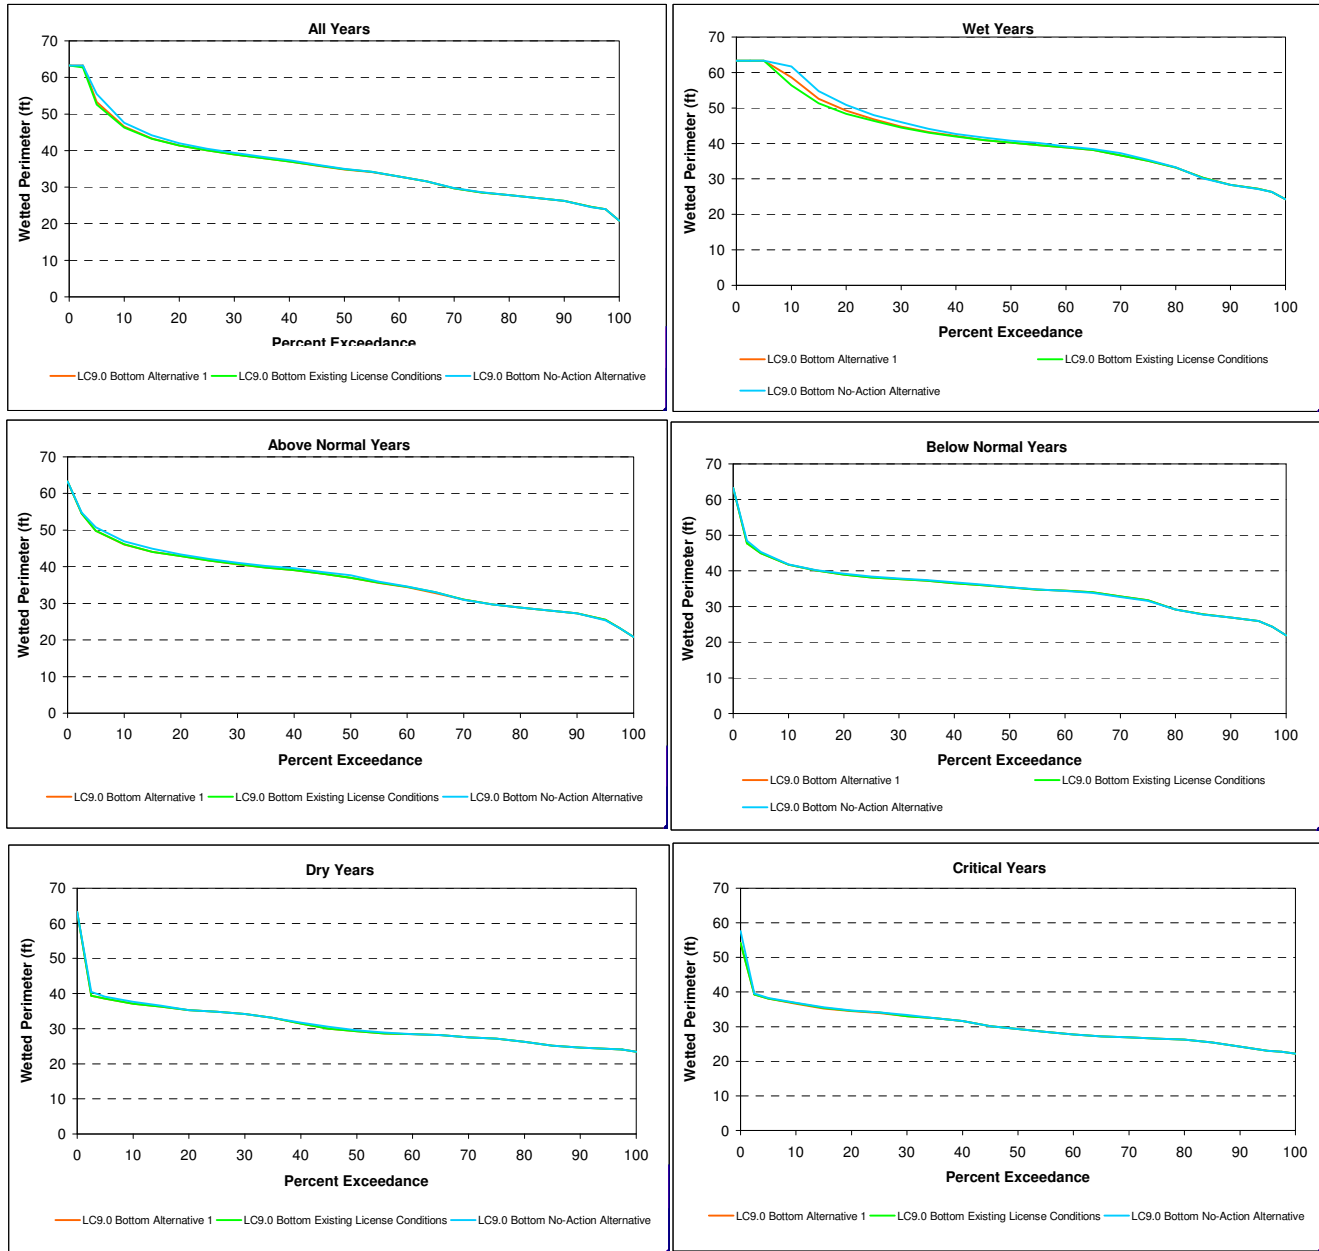 All Years
70
60
50
40
30
20
10
0
Wetted Perimeter (ft)
0 10 20 30 40 50 60 70 80 90 100
Percent Exceedance
LC9.0 Bottom Alternative 1 LC9.0 Bottom Existing License Conditions LC9.0 Bottom No-Action Alternative
Wet Years
70
60
50
40
30
20
10
0
Wetted Perimeter (ft)
0 10 20 30 40 50 60 70 80 90 100
Percent Exceedance
LC9.0 Bottom Alternative 1 LC9.0 Bottom Existing License Conditions
LC9.0 Bottom No-Action Alternative
Above Normal Years
70
60
50
40
30
20
10
0
Wetted Perimeter (ft)
0 10 20 30 40 50 60 70 80 90 100
Percent Exceedance
LC9.0 Bottom Alternative 1 LC9.0 Bottom Existing License Conditions LC9.0 Bottom No-Action Alternative
Below Normal Years
70
60
50
40
30
20
10
0
Wetted Perimeter (ft)
0 10 20 30 40 50 60 70 80 90 100
Percent Exceedance
LC9.0 Bottom Alternative 1 LC9.0 Bottom Existing License Conditions
LC9.0 Bottom No-Action Alternative
Dry Years
70
60
50
40
30
20
10
0
Wetted Perimeter (ft)
0 10 20 30 40 50 60 70 80 90 100
Percent Exceedance
LC9.0 Bottom Alternative 1 LC9.0 Bottom Existing License Conditions LC9.0 Bottom No-Action Alternative
Critical Years
70
60
50
40
30
20
10
0
Wetted Perimeter (ft)
0 10 20 30 40 50 60 70 80 90 100
Percent Exceedance
LC9.0 Bottom Alternative 1 LC9.0 Bottom Existing License Conditions LC9.0 Bottom No-Action Alternative